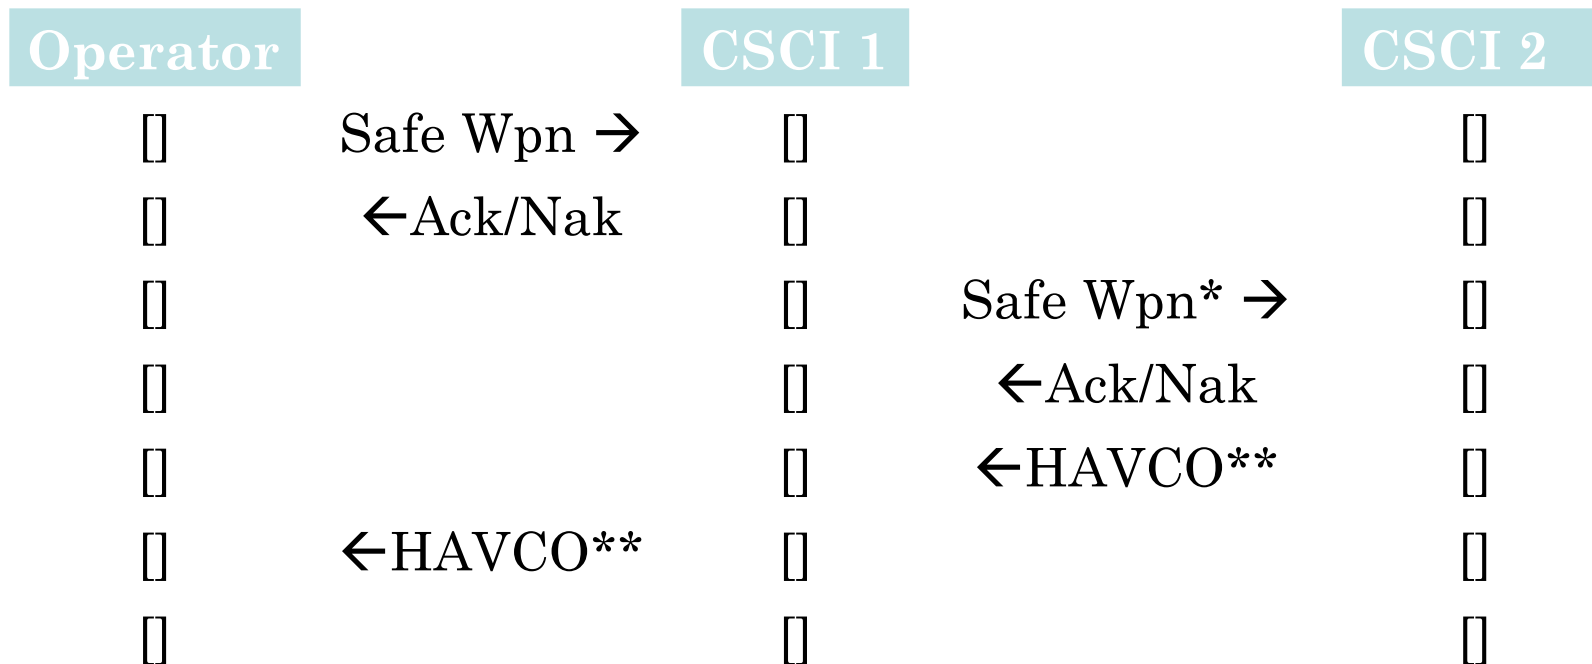 Operator CSCI 1 CSCI 2
[] Safe Wpn → [] []
[] ←Ack/Nak [] []
[] [] Safe Wpn* → []
[] [] ←Ack/Nak []
[] [] ←HAVCO** []
[] ←HAVCO** [] []
[] [] []